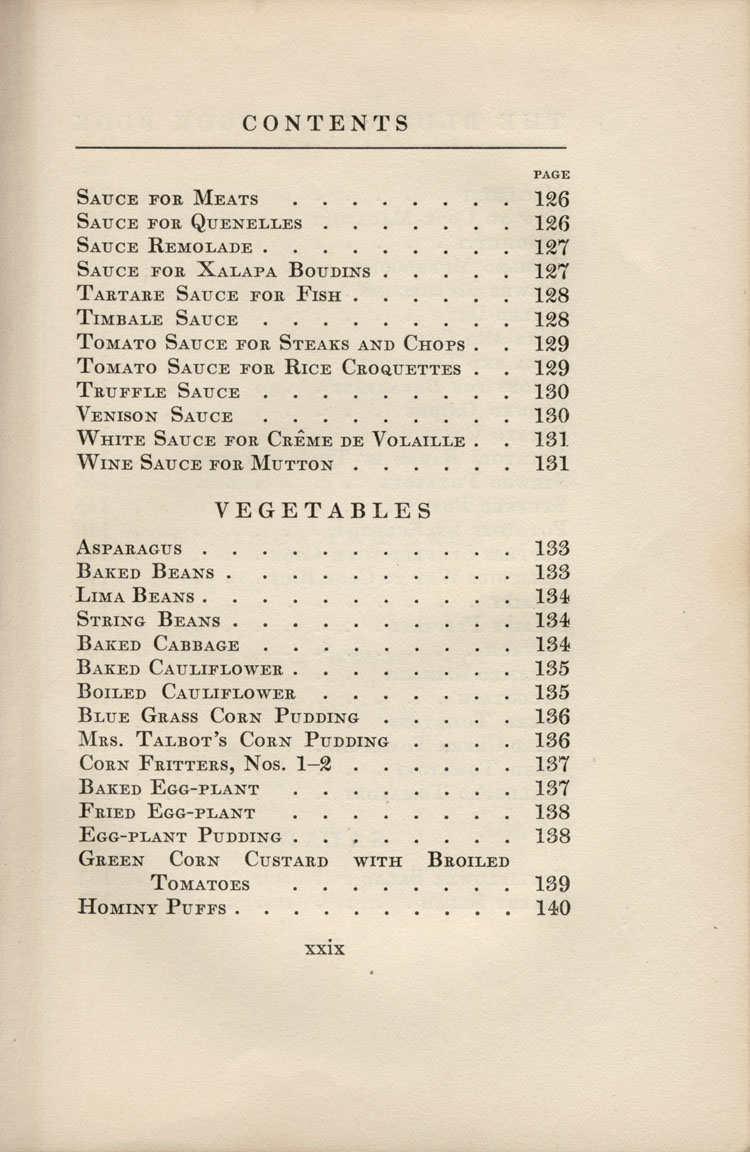 CONTENTS
PAGE
Sauce for Meats . . . . . . . . 126
Sauce for Quenelles . . . . . . . 126
Sauce Remolade . . . . . . . . . 127
Sauce for Xalapa Boudins . . . . . 127
Tartare Sauce for Fish . . . . . . 128
Timbale Sauce . . . . . . . . . 128
Tomato Sauce for Steaks and Chops . . 129
Tomato Sauce for Rice Croquettes . . 129
Truffle Sauce . . . . . . . . . 130
Venison Sauce . . . . . . . . . 130
White Sauce for Crême de Volaille . . 131
Wine Sauce for Mutton . . . . . . 131
VEGETABLES
Asparagus . . . . . . . . . . . 133
Baked Beans . . . . . . . . . . 133
Lima Beans . . . . . . . . . . . 134
String Beans . . . . . . . . . . 134
Baked Cabbage . . . . . . . . . 134
Baked Cauliflower . . . . . . . . 135
Boiled Cauliflower . . . . . . . 135
Blue Grass Corn Pudding . . . . . 136
Mrs. Talbot's Corn Pudding . . . . 136
Corn Fritters, Nos. 1–2 . . . . . . 137
Baked Egg-plant . . . . . . . . 137
Fried Egg-plant . . . . . . . . 138
Egg-plant Pudding . . . . . . . . 138
Green Corn Custard with Broiled
Tomatoes . . . . . . . . 139
Hominy Puffs . . . . . . . . . . 140
xxix